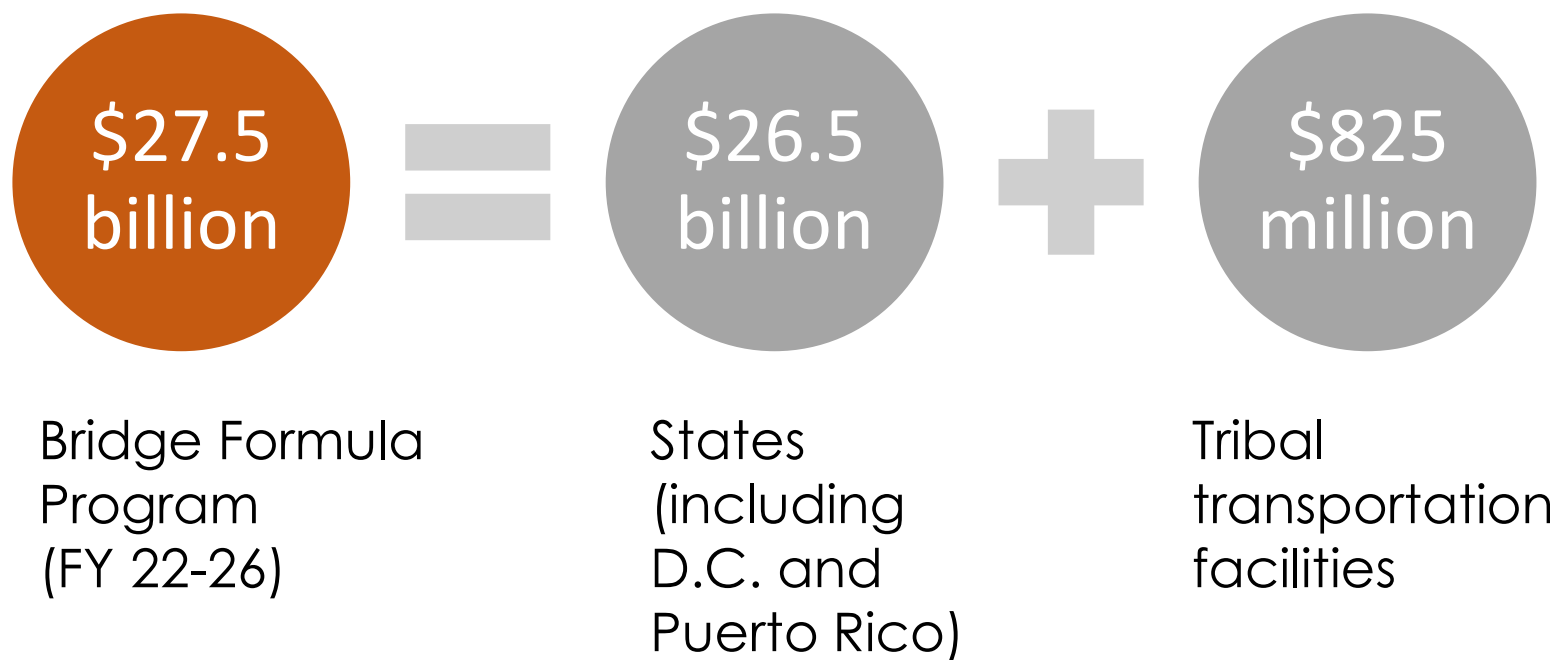 $27.5
billion
$26.5
billion
$825
million
Bridge Formula
Program
(FY 22-26)
States
(including
D.C. and
Puerto Rico)
Tribal
transportation
facilities